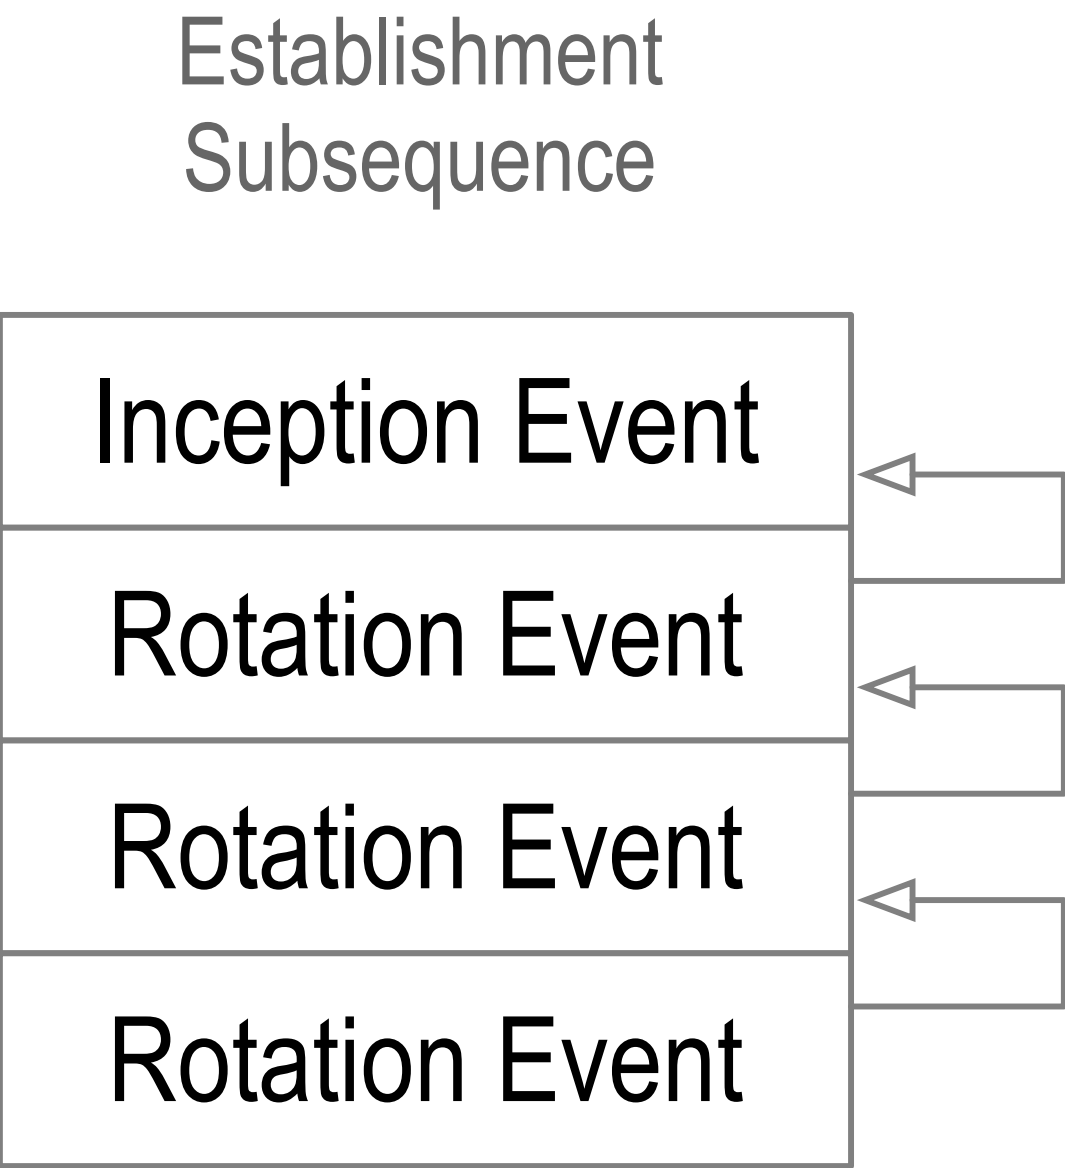 Establishment
Subsequence
Inception Event
Rotation Event
Rotation Event
Rotation Event